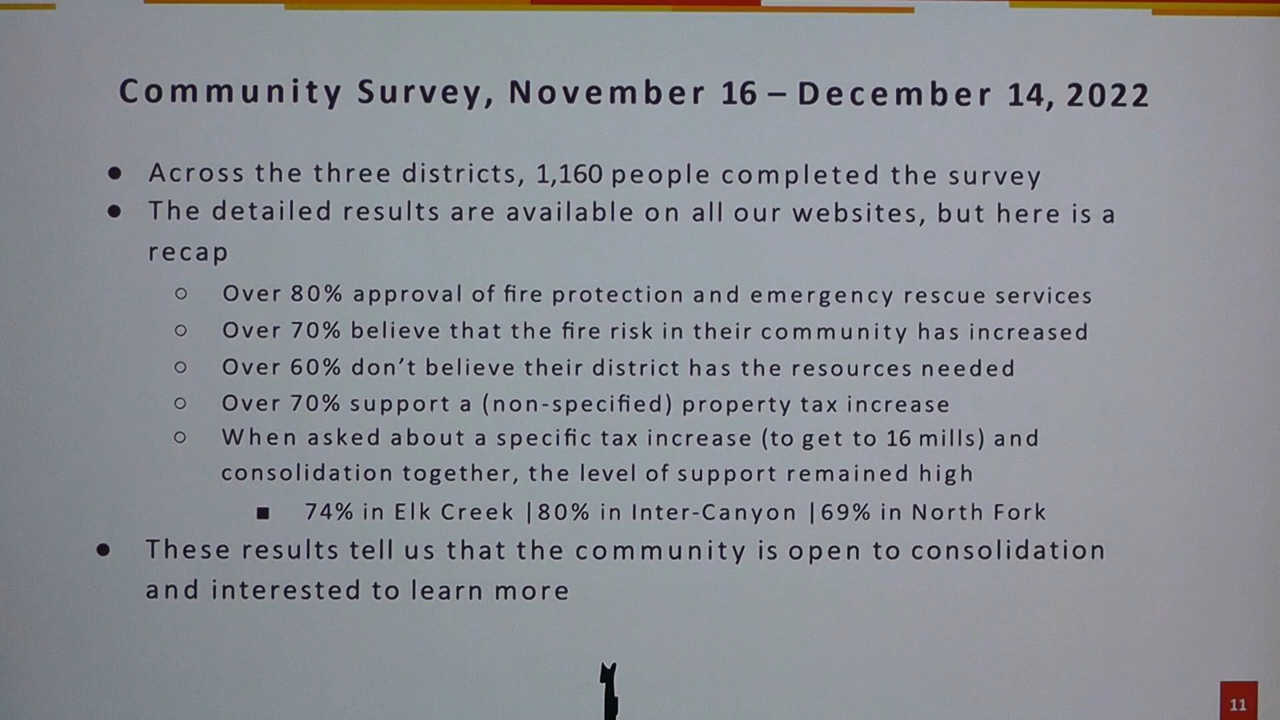 Community Survey, November 16 – December 14, 2022
● Across the three districts, 1,160 people completed the survey
● The detailed results are available on all our websites, but here is a
recap
○ Over 80% approval of fire protection and emergency rescue services
○ Over 70% believe that the fire risk in their community has increased
○ Over 60% don’t believe their district has the resources needed
○ Over 70% support a (non-specified) property tax increase
○ When asked about a specific tax increase (to get to 16 mills) and
consolidation together, the level of support remained high
■ 74% in Elk Creek |80% in Inter-Canyon |69% in North Fork
● These results tell us that the community is open to consolidation
and interested to learn more
11